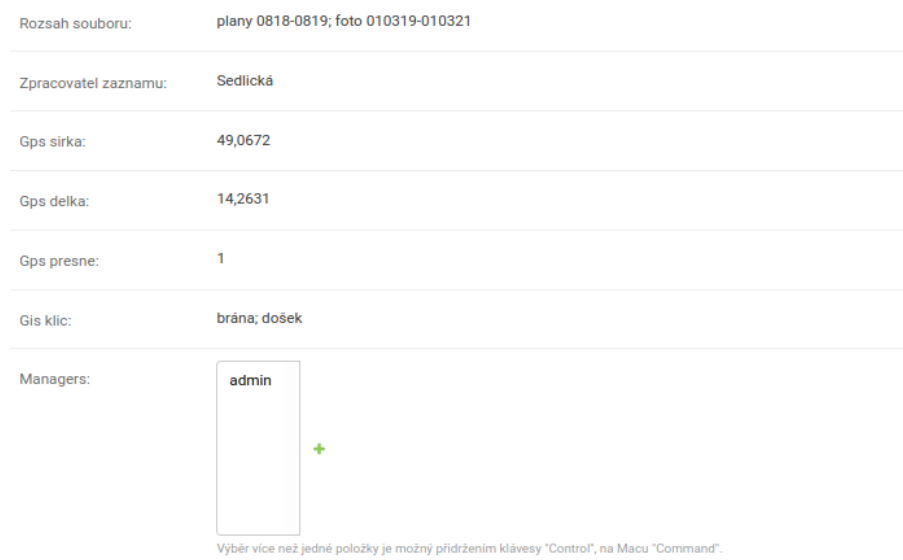 Rozsah souboru: plany 0818-0819; foto 010319-010321
Zpracovatel zaznamu: Sedlická
Gps sirka: 49,0672
Gps delka: 14,2631
Gps presne: 1
Gis klic: brána; došek
Managers: admin
Výběr více než jedné položky je možný přidržením klávesy "Control", na Macu "Command".